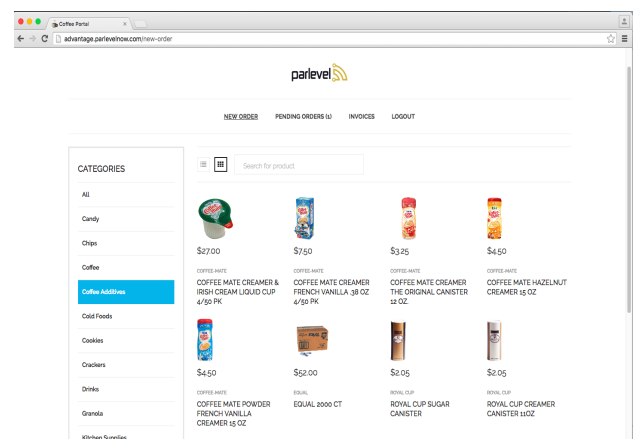 Coffee Portal
advantage.parlevelnow.com/new-order
parlevel
NEW ORDER PENDING ORDERS (1) INVOICES LOGOUT
CATEGORIES
All
Candy
Chips
Coffee
Coffee Additives
Cold Foods
Cookies
Crackers
Drinks
Granola
Kitchen Supplies
Search for product
$27.00
COFFEE-MATE
COFFEE MATE CREAMER &
IRISH CREAM LIQUID CUP
4/50 PK
$7.50
COFFEE-MATE
COFFEE MATE CREAMER
FRENCH VANILLA .38 OZ
4/50 PK
$3.25
COFFEE-MATE
COFFEE MATE CREAMER
THE ORIGINAL CANISTER
12 OZ.
$4.50
COFFEE-MATE
COFFEE MATE HAZELNUT
CREAMER 15 OZ
$4.50
COFFEE-MATE
COFFEE MATE POWDER
FRENCH VANILLA
CREAMER 15 OZ
$52.00
EQUAL
EQUAL 2000 CT
$2.05
ROYAL CUP
ROYAL CUP SUGAR
CANISTER
$2.05
ROYAL CUP
ROYAL CUP CREAMER
CANISTER 11OZ